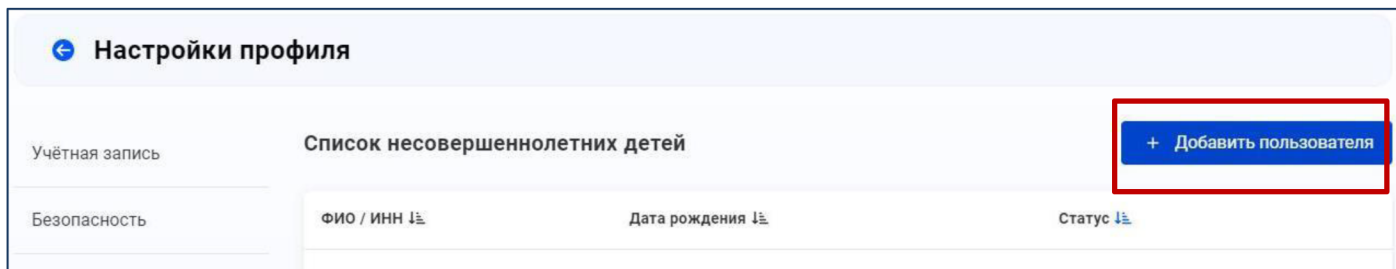 Настройки профиля
Учётная запись
Список несовершеннолетних детей
+ Добавить пользователя
Безопасность
ФИО / ИНН
Дата рождения
Статус